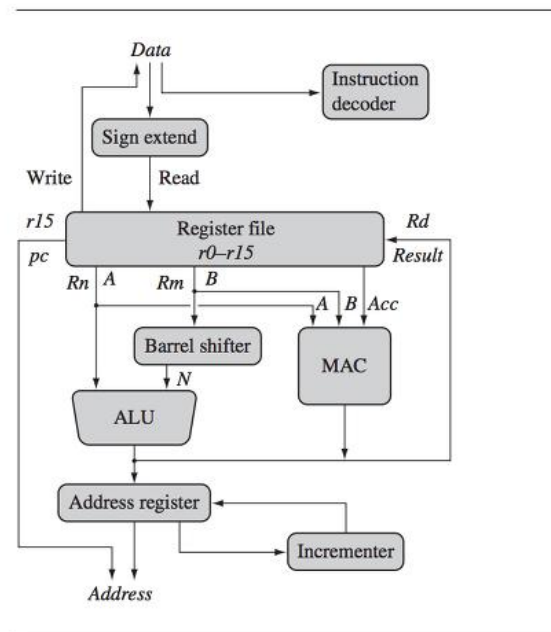 Data
Instruction
decoder
Sign extend
Write
Read
r15
Register file
Rd
pc
r0–r15
Result
Rn
A
Rm
B
A
B
Acc
Barrel shifter
MAC
N
ALU
Address register
Incrementer
Address